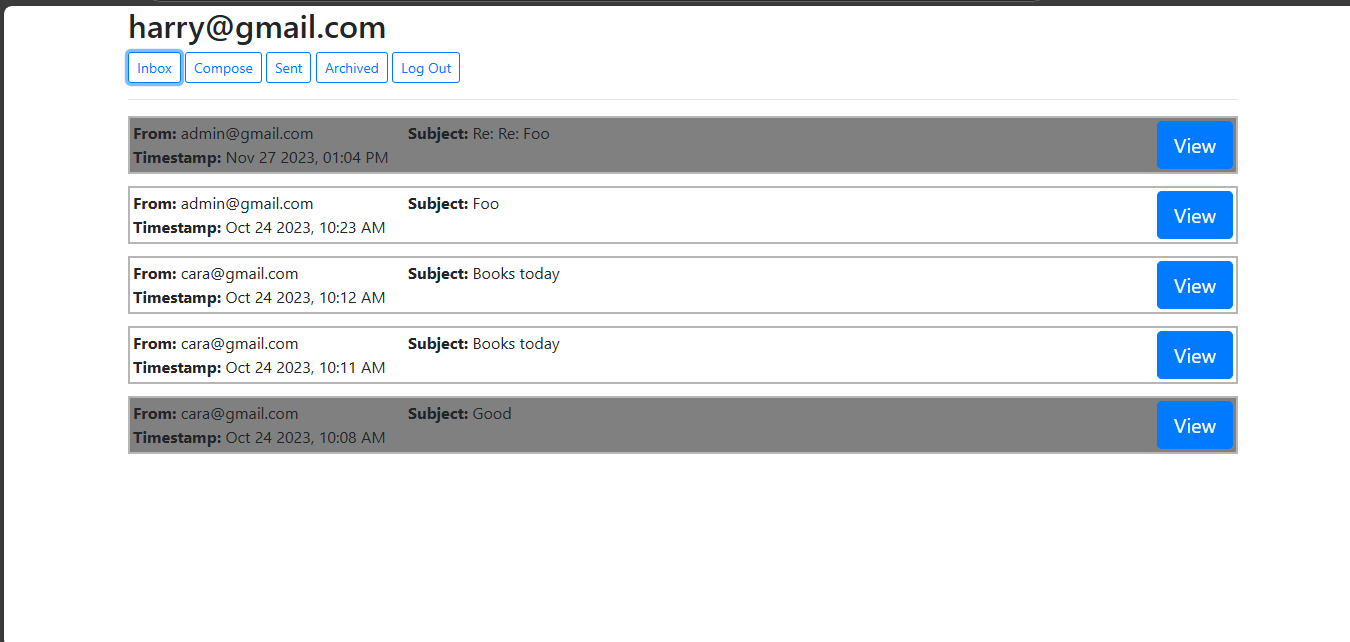 harry@gmail.com
Inbox Compose Sent Archived Log Out
From: admin@gmail.com Subject: Re: Re: Foo View
Timestamp: Nov 27 2023, 01:04 PM
From: admin@gmail.com Subject: Foo View
Timestamp: Oct 24 2023, 10:23 AM
From: cara@gmail.com Subject: Books today View
Timestamp: Oct 24 2023, 10:12 AM
From: cara@gmail.com Subject: Books today View
Timestamp: Oct 24 2023, 10:11 AM
From: cara@gmail.com Subject: Good View
Timestamp: Oct 24 2023, 10:08 AM